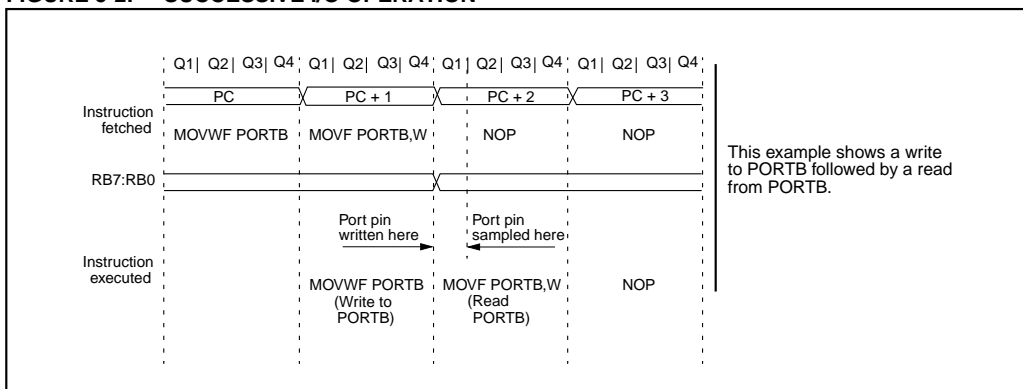 FIGURE 5-2: SUCCESSIVE I/O OPERATION
Q1| Q2| Q3| Q4 Q1| Q2| Q3| Q4 Q1| Q2| Q3| Q4 Q1| Q2| Q3| Q4
PC PC + 1 PC + 2 PC + 3
Instruction
fetched
MOVWF PORTB MOVF PORTB,W NOP NOP
This example shows a write
to PORTB followed by a read
from PORTB.
RB7:RB0
Port pin
written here
Port pin
sampled here
Instruction
executed
MOVWF PORTB MOVF PORTB,W NOP
(Write to
PORTB)
(Read
PORTB)